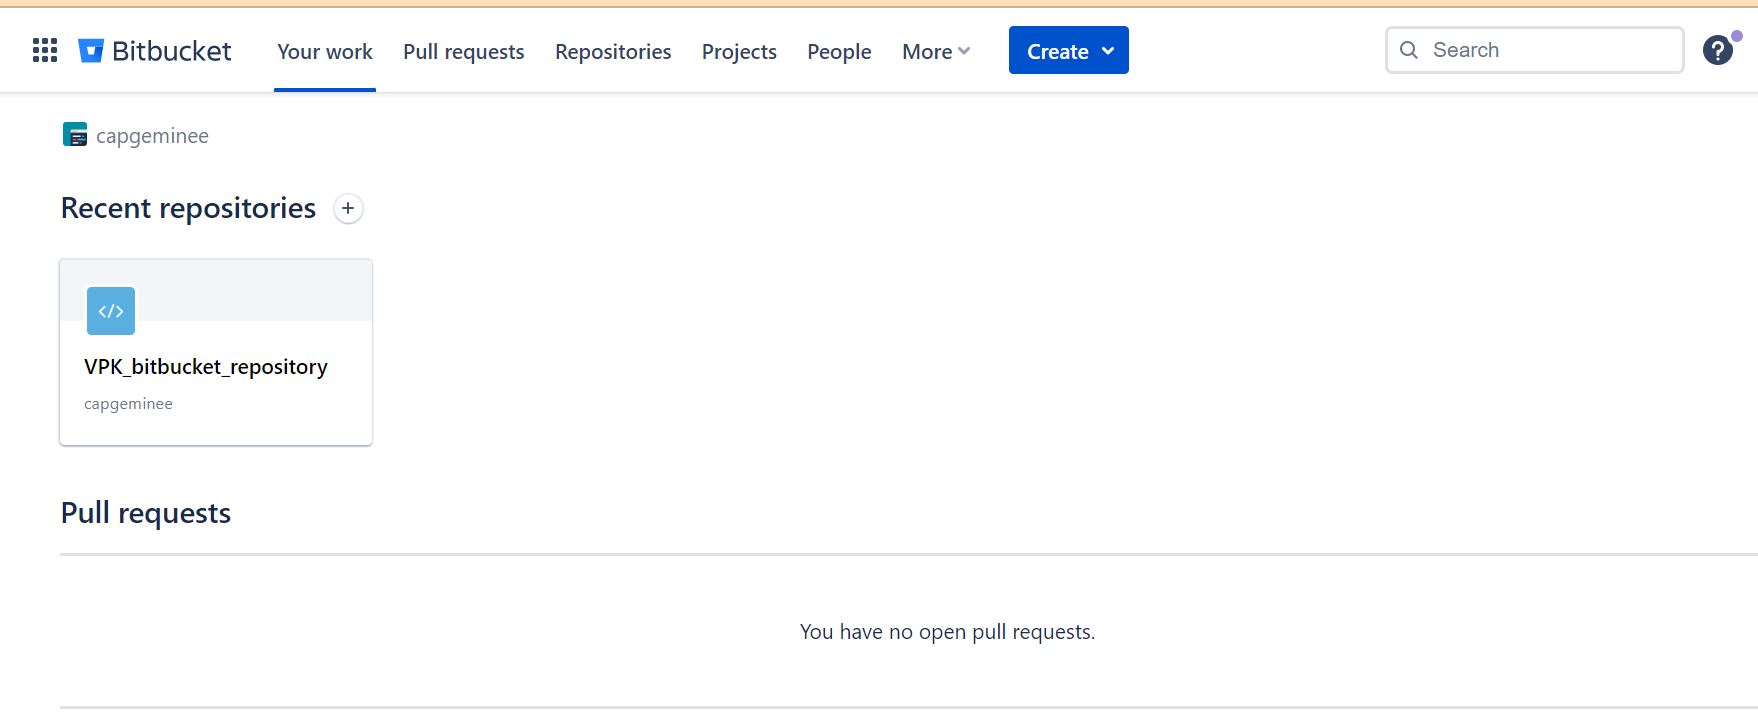 Bitbucket Your work Pull requests Repositories Projects People More Create Search ?
capgeminee
Recent repositories +
</>
VPK_bitbucket_repository
capgeminee
Pull requests
You have no open pull requests.